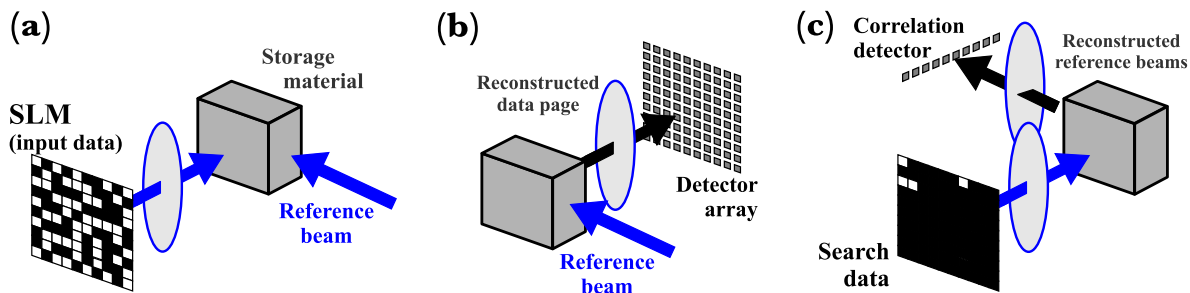 (a)
Storage
material
SLM
(input data)
Reference
beam
(b)
Reconstructed
data page
Detector
array
Reference
beam
(c)
Correlation
detector
Reconstructed
reference beams
Search
data